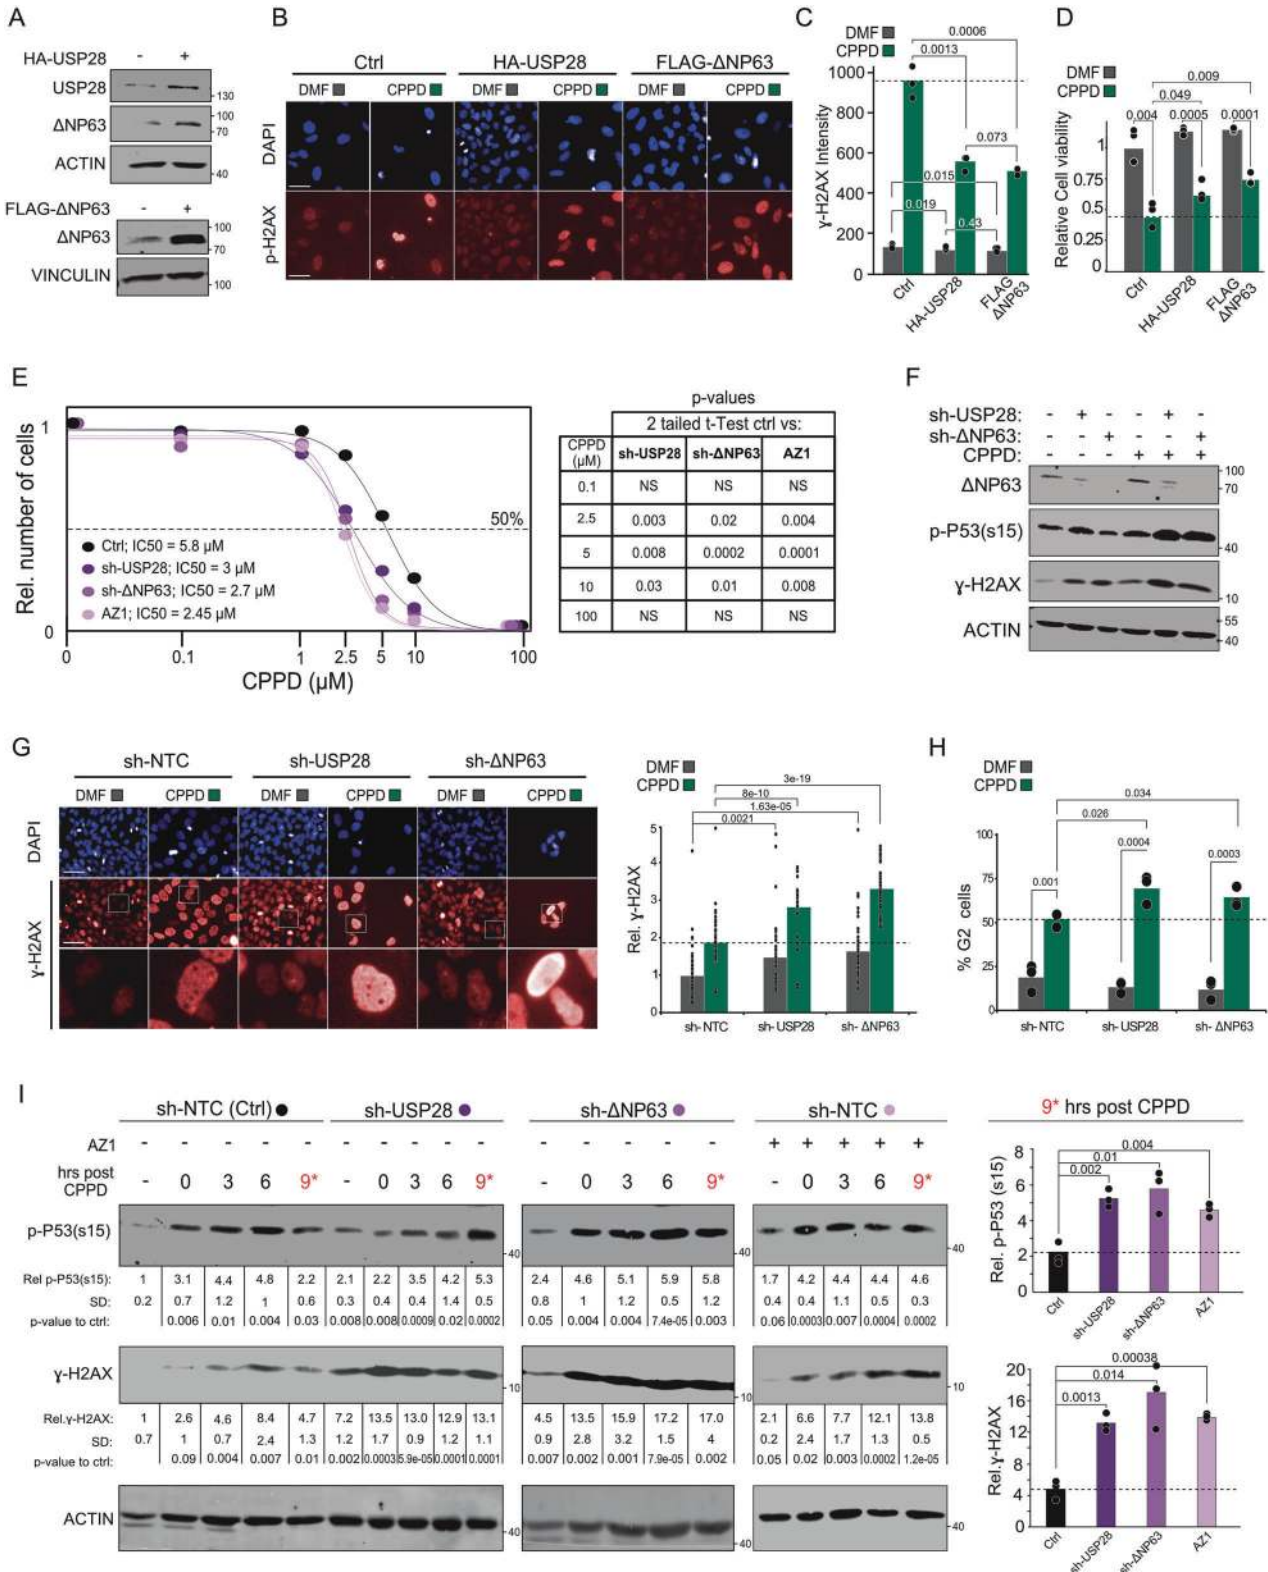 A
HA-USP28 - +
USP28
130
ΔNP63
100
70
ACTIN
40
FLAG-ΔNP63 - +
ΔNP63
100
70
VINCULIN
100
B
Ctrl HA-USP28 FLAG-ΔNP63
DMF CPPD DMF CPPD DMF CPPD
DAPI
p-H2AX
C
DMF
CPPD
0.0006
0.0013
0.073
0.015
0.019
0.43
γ-H2AX Intensity
1000
800
600
400
200
0
Ctrl
HA-USP28
FLAG
ΔNP63
D
DMF
CPPD
0.009
0.049
0.004 0.0005 0.0001
Relative Cell viability
1
0.75
0.5
0.25
0
Ctrl
HA-USP28
FLAG
ΔNP63
E
Rel. number of cells
1
0
50%
Ctrl; IC50 = 5.8 µM
sh-USP28; IC50 = 3 µM
sh-ΔNP63; IC50 = 2.7 µM
AZ1; IC50 = 2.45 µM
0 0.1 1 2.5 5 10 100
CPPD (µM)
p-values
2 tailed t-Test ctrl vs:
CPPD (µM) sh-USP28 sh-ΔNP63 AZ1
0.1 NS NS NS
2.5 0.003 0.02 0.004
5 0.008 0.0002 0.0001
10 0.03 0.01 0.008
100 NS NS NS
F
sh-USP28: - + - - + -
sh-ΔNP63: - - + - - +
CPPD: - - - + + +
ΔNP63
100
70
p-P53(s15)
40
γ-H2AX
10
ACTIN
55
40
G
sh-NTC sh-USP28 sh-ΔNP63
DMF CPPD DMF CPPD DMF CPPD
DAPI
γ-H2AX
DMF
CPPD
3e-19
8e-10
1.63e-05
0.0021
Rel. γ-H2AX
5
4
3
2
1
0
sh-NTC sh-USP28 sh-ΔNP63
H
DMF
CPPD
0.034
0.026
0.001
0.0004
0.0003
% G2 cells
100
75
50
25
0
sh-NTC sh-USP28 sh-ΔNP63
I
sh-NTC (Ctrl) sh-USP28 sh-ΔNP63 sh-NTC
AZ1 - - - - - - - - - - - - - - - + + + + +
hrs post CPPD - 0 3 6 9* - 0 3 6 9* - 0 3 6 9* - 0 3 6 9*
p-P53(s15)
40 40 40
Rel p-P53(s15): 1 3.1 4.4 4.8 2.2 2.1 2.2 3.5 4.2 5.3 2.4 4.6 5.1 5.9 5.8 1.7 4.2 4.4 4.4 4.6
SD: 0.2 0.7 1.2 1 0.6 0.3 0.4 0.4 1.4 0.5 0.8 1 1.2 0.5 1.2 0.4 0.4 1.1 0.5 0.3
p-value to ctrl: 0.006 0.01 0.004 0.03 0.008 0.008 0.0009 0.02 0.0002 0.05 0.004 0.004 7.4e-05 0.003 0.06 0.0003 0.007 0.0004 0.0002
γ-H2AX
10 10 10
Rel.γ-H2AX: 1 2.6 4.6 8.4 4.7 7.2 13.5 13.0 12.9 13.1 4.5 13.5 15.9 17.2 17.0 2.1 6.6 7.7 12.1 13.8
SD: 0.7 1 0.7 2.4 1.3 1.2 1.7 0.9 1.2 1.1 0.9 2.8 3.2 1.5 4 0.2 2.4 1.7 1.3 0.5
p-value to ctrl: 0.09 0.004 0.007 0.01 0.002 0.0003 5.9e-05 0.0001 0.0001 0.007 0.002 0.001 7.9e-05 0.002 0.05 0.02 0.003 0.0002 1.2e-05
ACTIN
40 40 40
9* hrs post CPPD
0.004
0.01
0.002
Rel. p-P53 (s15)
8
6
4
2
0
Ctrl
sh-USP28
sh-ΔNP63
AZ1
0.00038
0.014
0.0013
Rel.γ-H2AX
20
16
12
8
4
0
Ctrl
sh-USP28
sh-ΔNP63
AZ1